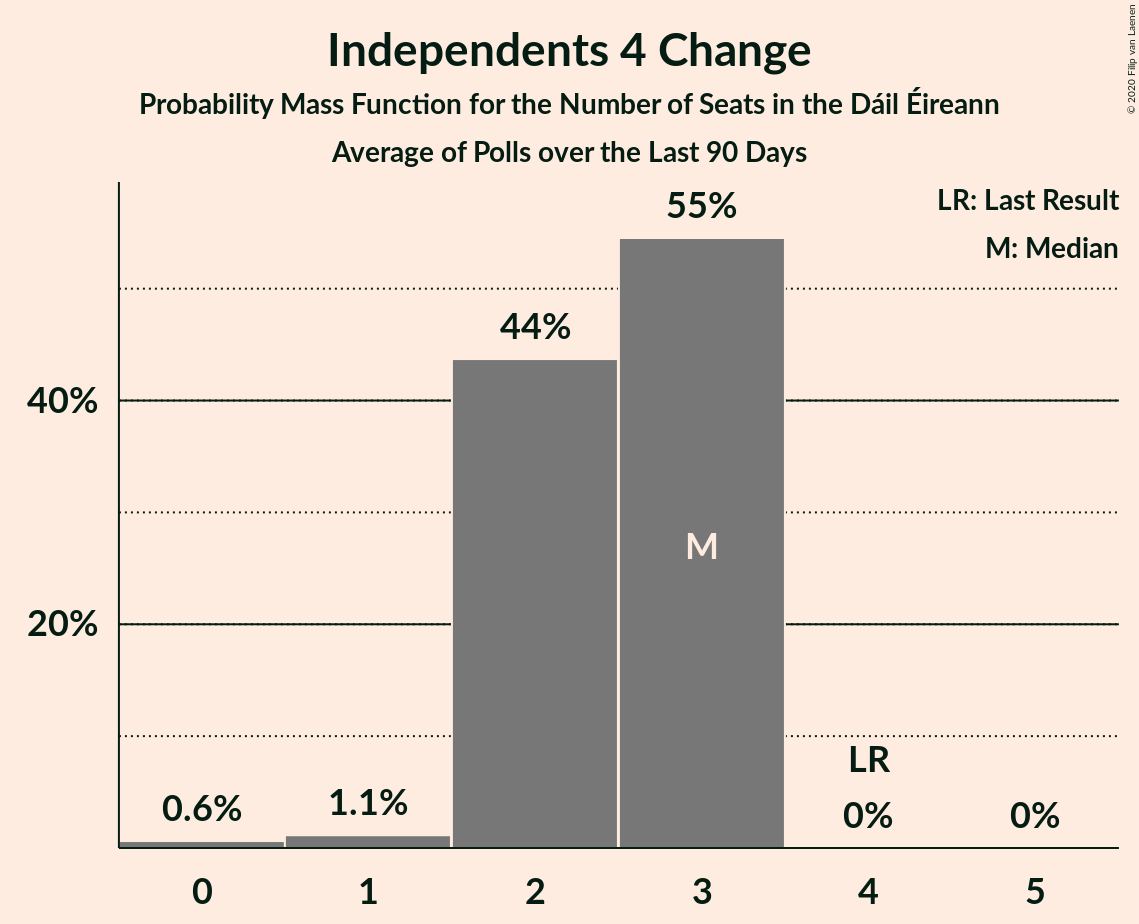 Independents 4 Change
Probability Mass Function for the Number of Seats in the Dáil Éireann
Average of Polls over the Last 90 Days
© 2020 Filip van Laenen
LR: Last Result
M: Median
55%
44%
40%
M
20%
LR
0.6%
1.1%
0%
0%
0
1
2
3
4
5